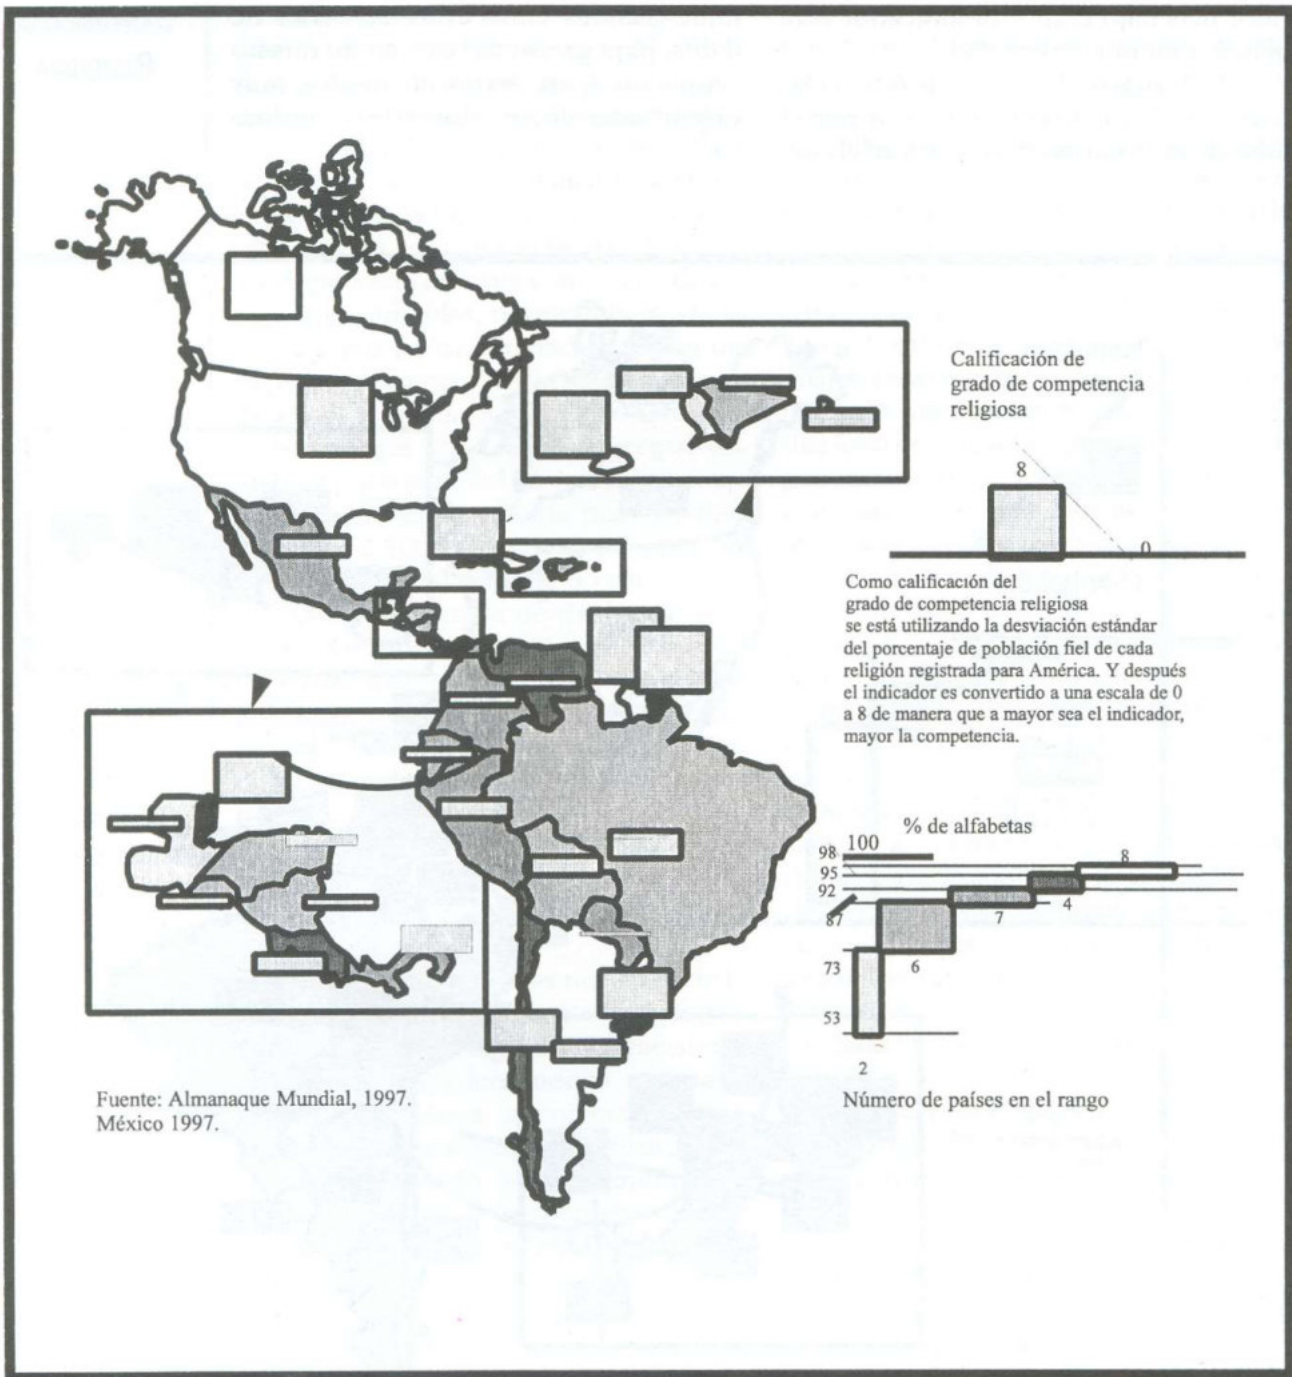 Calificación de
grado de competencia
religiosa
8
0
Como calificación del
grado de competencia religiosa
se está utilizando la desviación estándar
del porcentaje de población fiel de cada
religión registrada para América. Y después
el indicador es convertido a una escala de 0
a 8 de manera que a mayor sea el indicador,
mayor la competencia.
% de alfabetas
98 100
8
95
92
4
87
7
6
73
53
2
Número de países en el rango
Fuente: Almanaque Mundial, 1997.
México 1997.